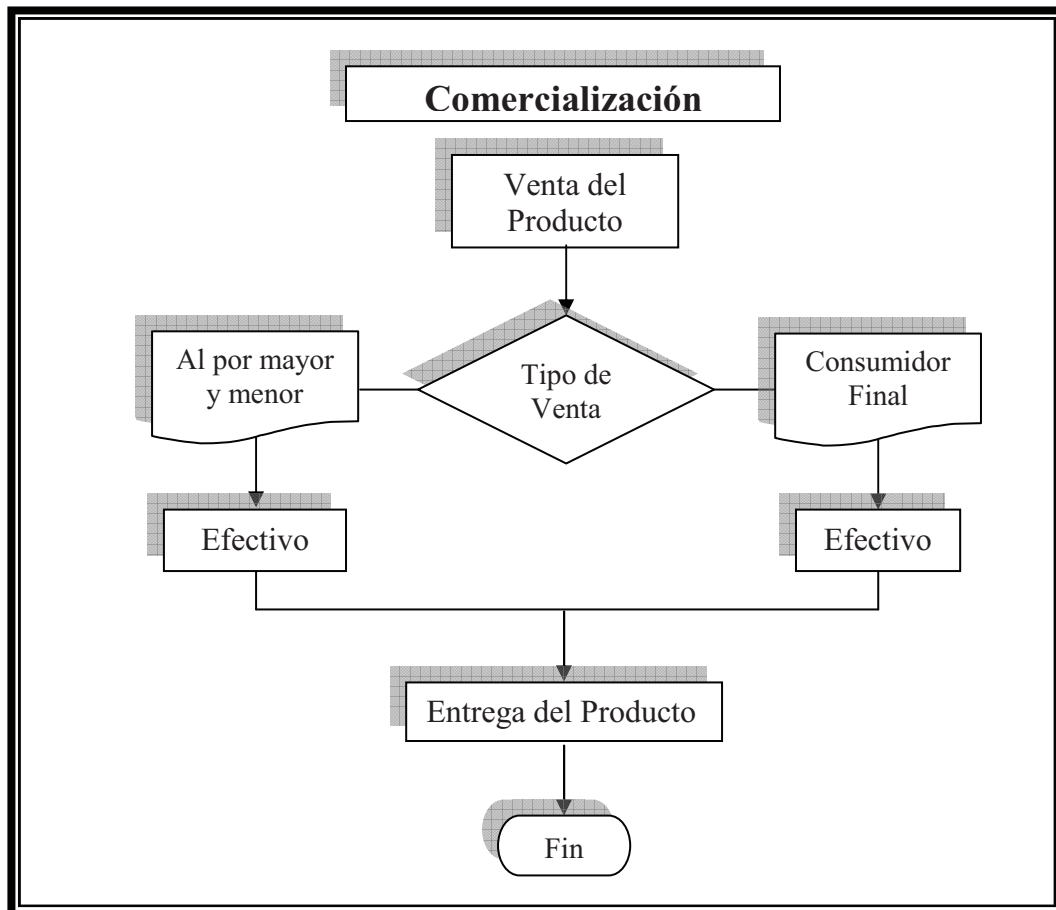 Comercialización
Venta del
Producto
Al por mayor
y menor
Tipo de
Venta
Consumidor
Final
Efectivo
Efectivo
Entrega del Producto
Fin